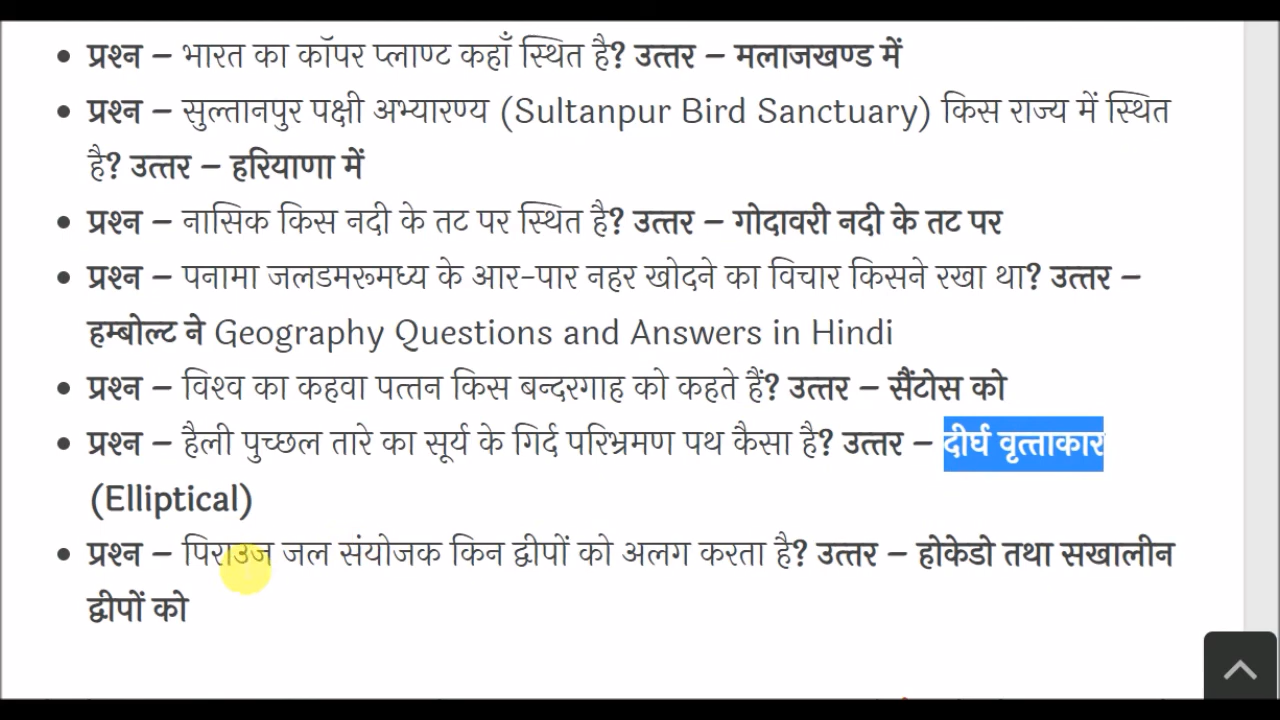 • प्रश्न – भारत का कॉपर प्लाण्ट कहाँ स्थित है? उत्तर – मलाजखण्ड में
• प्रश्न – सुल्तानपुर पक्षी अभ्यारण्य (Sultanpur Bird Sanctuary) किस राज्य में स्थित
है? उत्तर – हरियाणा में
• प्रश्न – नासिक किस नदी के तट पर स्थित है? उत्तर – गोदावरी नदी के तट पर
• प्रश्न – पनामा जलडमरूमध्य के आर-पार नहर खोदने का विचार किसने रखा था? उत्तर –
हम्बोल्ट ने Geography Questions and Answers in Hindi
• प्रश्न – विश्व का कहवा पत्तन किस बन्दरगाह को कहते हैं? उत्तर – सैंटोस को
• प्रश्न – हैली पुच्छल तारे का सूर्य के गिर्द परिभ्रमण पथ कैसा है? उत्तर – दीर्घ वृत्ताकार
(Elliptical)
• प्रश्न – पिराउज जल संयोजक किन द्वीपों को अलग करता है? उत्तर – होकेडो तथा सखालीन
द्वीपों को